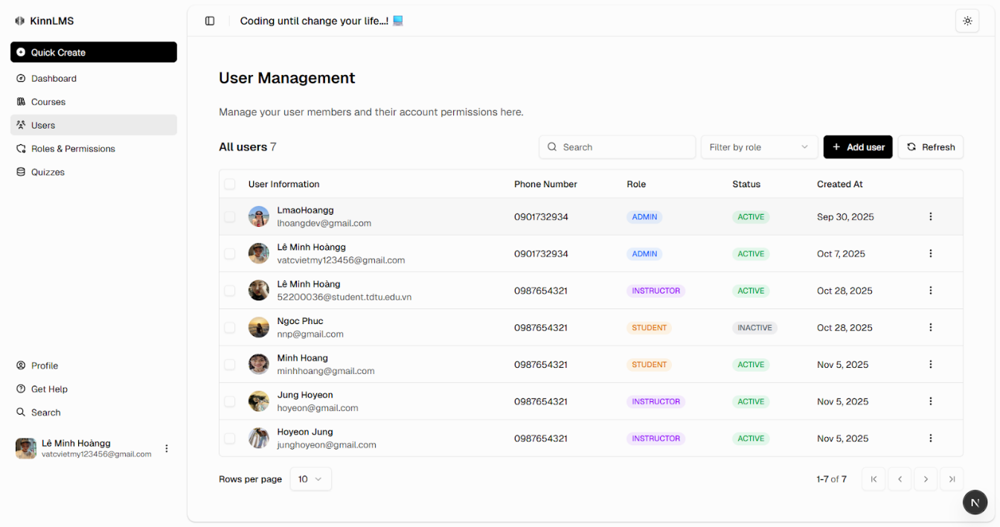 KinnLMS
Coding until change your life...! 💻
Quick Create
Dashboard
Courses
Users
Roles & Permissions
Quizzes
Profile
Get Help
Search
Lê Minh Hoàngg
vatcvietmy123456@gmail.com
User Management
Manage your user members and their account permissions here.
All users 7
Search
Filter by role
+ Add user
Refresh
User Information Phone Number Role Status Created At
LmaoHoangg
lhoangdev@gmail.com
0901732934 ADMIN ACTIVE Sep 30, 2025
Lê Minh Hoàngg
vatcvietmy123456@gmail.com
0901732934 ADMIN ACTIVE Oct 7, 2025
Lê Minh Hoàng
52200036@student.tdtu.edu.vn
0987654321 INSTRUCTOR ACTIVE Oct 28, 2025
Ngoc Phuc
nnp@gmail.com
0987654321 STUDENT INACTIVE Oct 28, 2025
Minh Hoang
minhhoang@gmail.com
0987654321 STUDENT ACTIVE Nov 5, 2025
Jung Hoyeon
hoyeon@gmail.com
0987654321 INSTRUCTOR ACTIVE Nov 5, 2025
Hoyeon Jung
junghoyeon@gmail.com
0987654321 INSTRUCTOR ACTIVE Nov 5, 2025
Rows per page 10
1-7 of 7
N